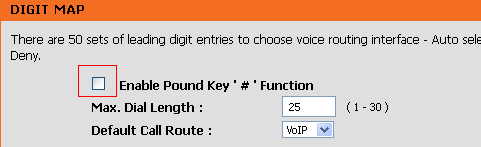 DIGIT MAP
There are 50 sets of leading digit entries to choose voice routing interface - Auto sele
Deny.
Enable Pound Key ' # ' Function
Max. Dial Length : 25 ( 1 - 30 )
Default Call Route : VoIP